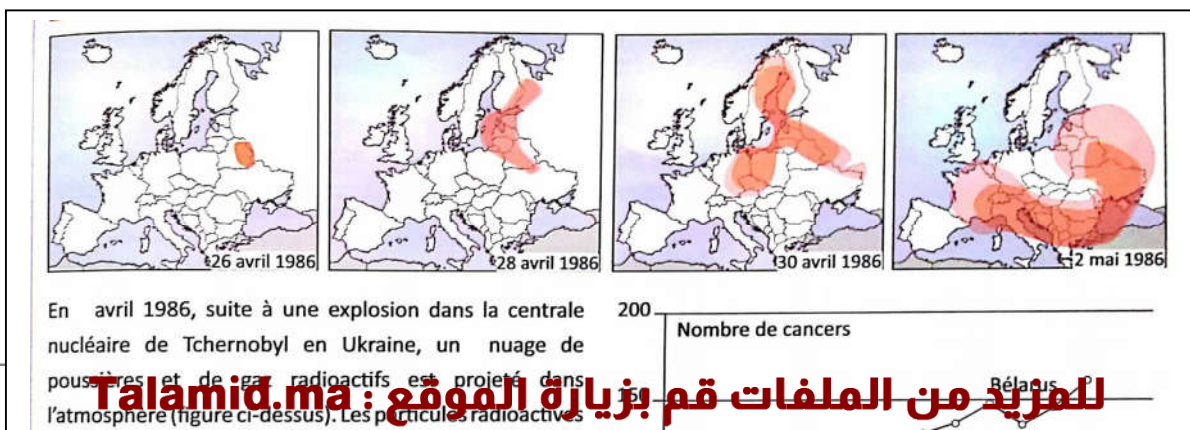 26 avril 1986
28 avril 1986
30 avril 1986
2 mai 1986
En avril 1986, suite à une explosion dans la centrale
nucléaire de Tchernobyl en Ukraine, un nuage de
poussières et de gaz radioactifs est projeté dans
l'atmosphère (figure ci-dessus). Les particules radioactives
200
Nombre de cancers
150
Bélarus
للمزيد من الملفات قم بزيارة الموقع : Talamid.ma